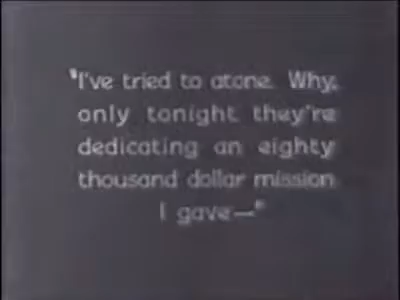 "I've tried to atone. Why,
only tonight they're
dedicating an eighty
thousand dollar mission
I gave—"